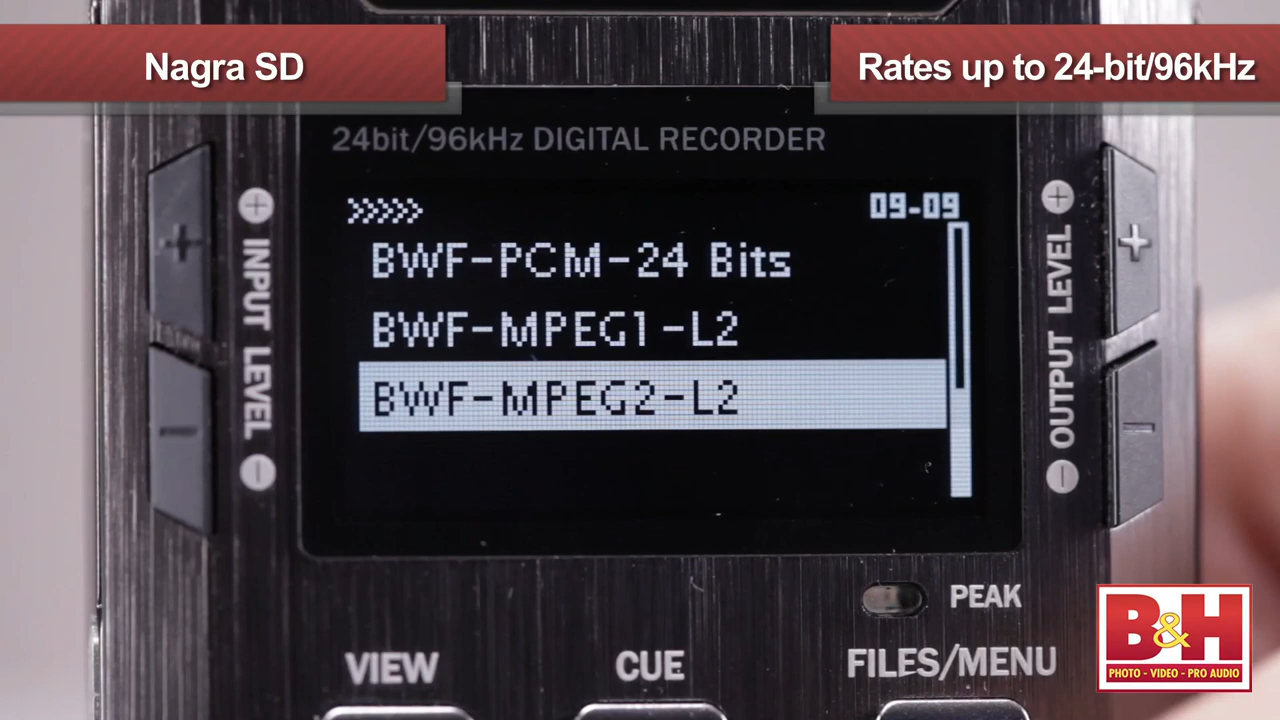 Nagra SD
Rates up to 24-bit/96kHz
24bit/96kHz DIGITAL RECORDER
>>>>> 09-09
BWF-PCM-24 Bits
BWF-MPEG1-L2
BWF-MPEG2-L2
+ INPUT LEVEL -
+ OUTPUT LEVEL -
PEAK
VIEW
CUE
FILES/MENU
B&H
PHOTO - VIDEO - PRO AUDIO